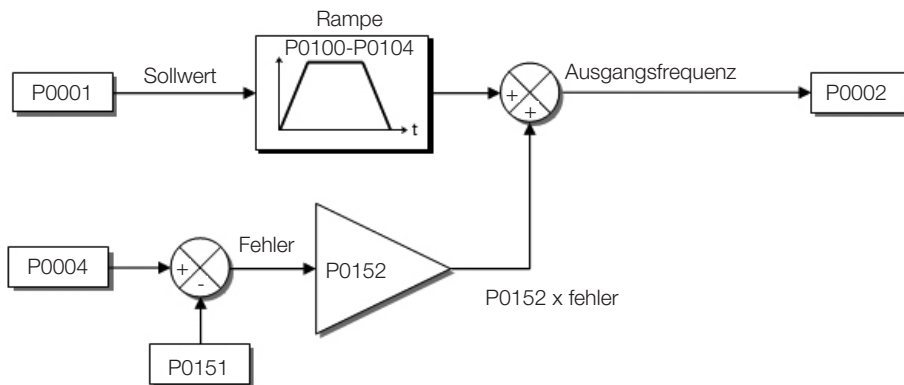 Rampe
P0100-P0104
P0001
Sollwert
t
+
+
Ausgangsfrequenz
P0002
P0004
+
-
Fehler
P0152
P0152 x fehler
P0151